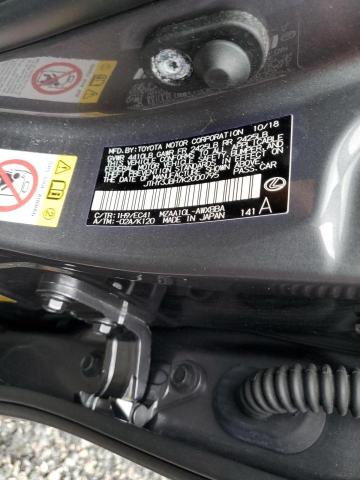 MFD.BY:TOYOTA MOTOR CORPORATION 10/18
GVWR 4410LB GAWR FR 2425LB RR 2425LB
THIS VEHICLE CONFORMS TO ALL APPLICABLE
FEDERAL MOTOR VEHICLE SAFETY, BUMPER, AND
THEFT PREVENTION STANDARDS IN EFFECT ON
THE DATE OF MANUFACTURE SHOWN ABOVE.
PASS.CAR
C/TR:1H9/EC41 MZAA10L-AWXBBA
A/TM:-02A/K120 MADE IN JAPAN
141 A